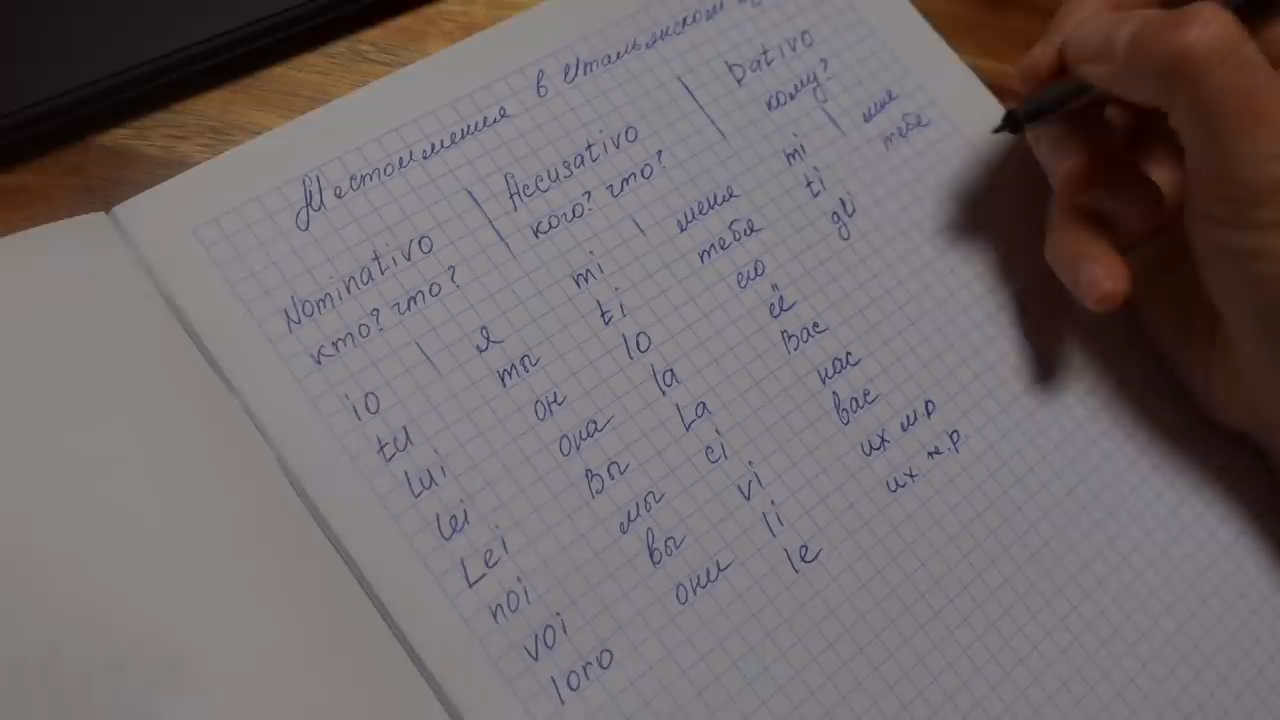 Местоимения в Итальянском
Nominativo | Accusativo | Dativo
кто? что? кого? что? кому?
io | я mi | меня mi | мне
tu ты ti тебя ti тебе
Lui он lo его gli
lei она la её
Lei Вы La Вас
noi мы ci нас
voi вы vi вас
loro они li их м.р
le их ж.р.